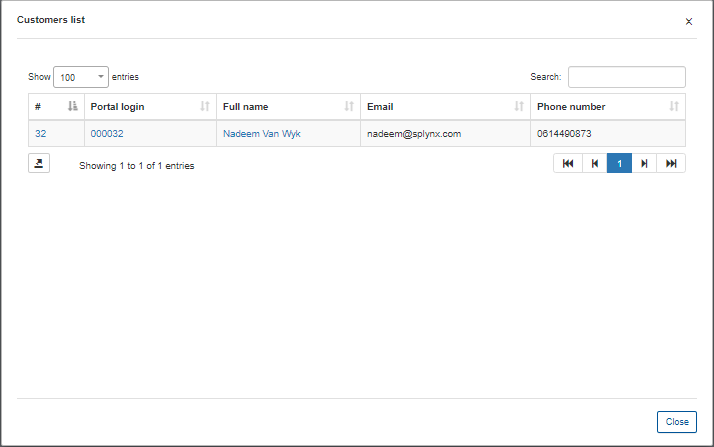 Customers list
×
Show 100 entries Search:
# Portal login Full name Email Phone number
32 000032 Nadeem Van Wyk nadeem@splynx.com 0614490873
Showing 1 to 1 of 1 entries 1
Close